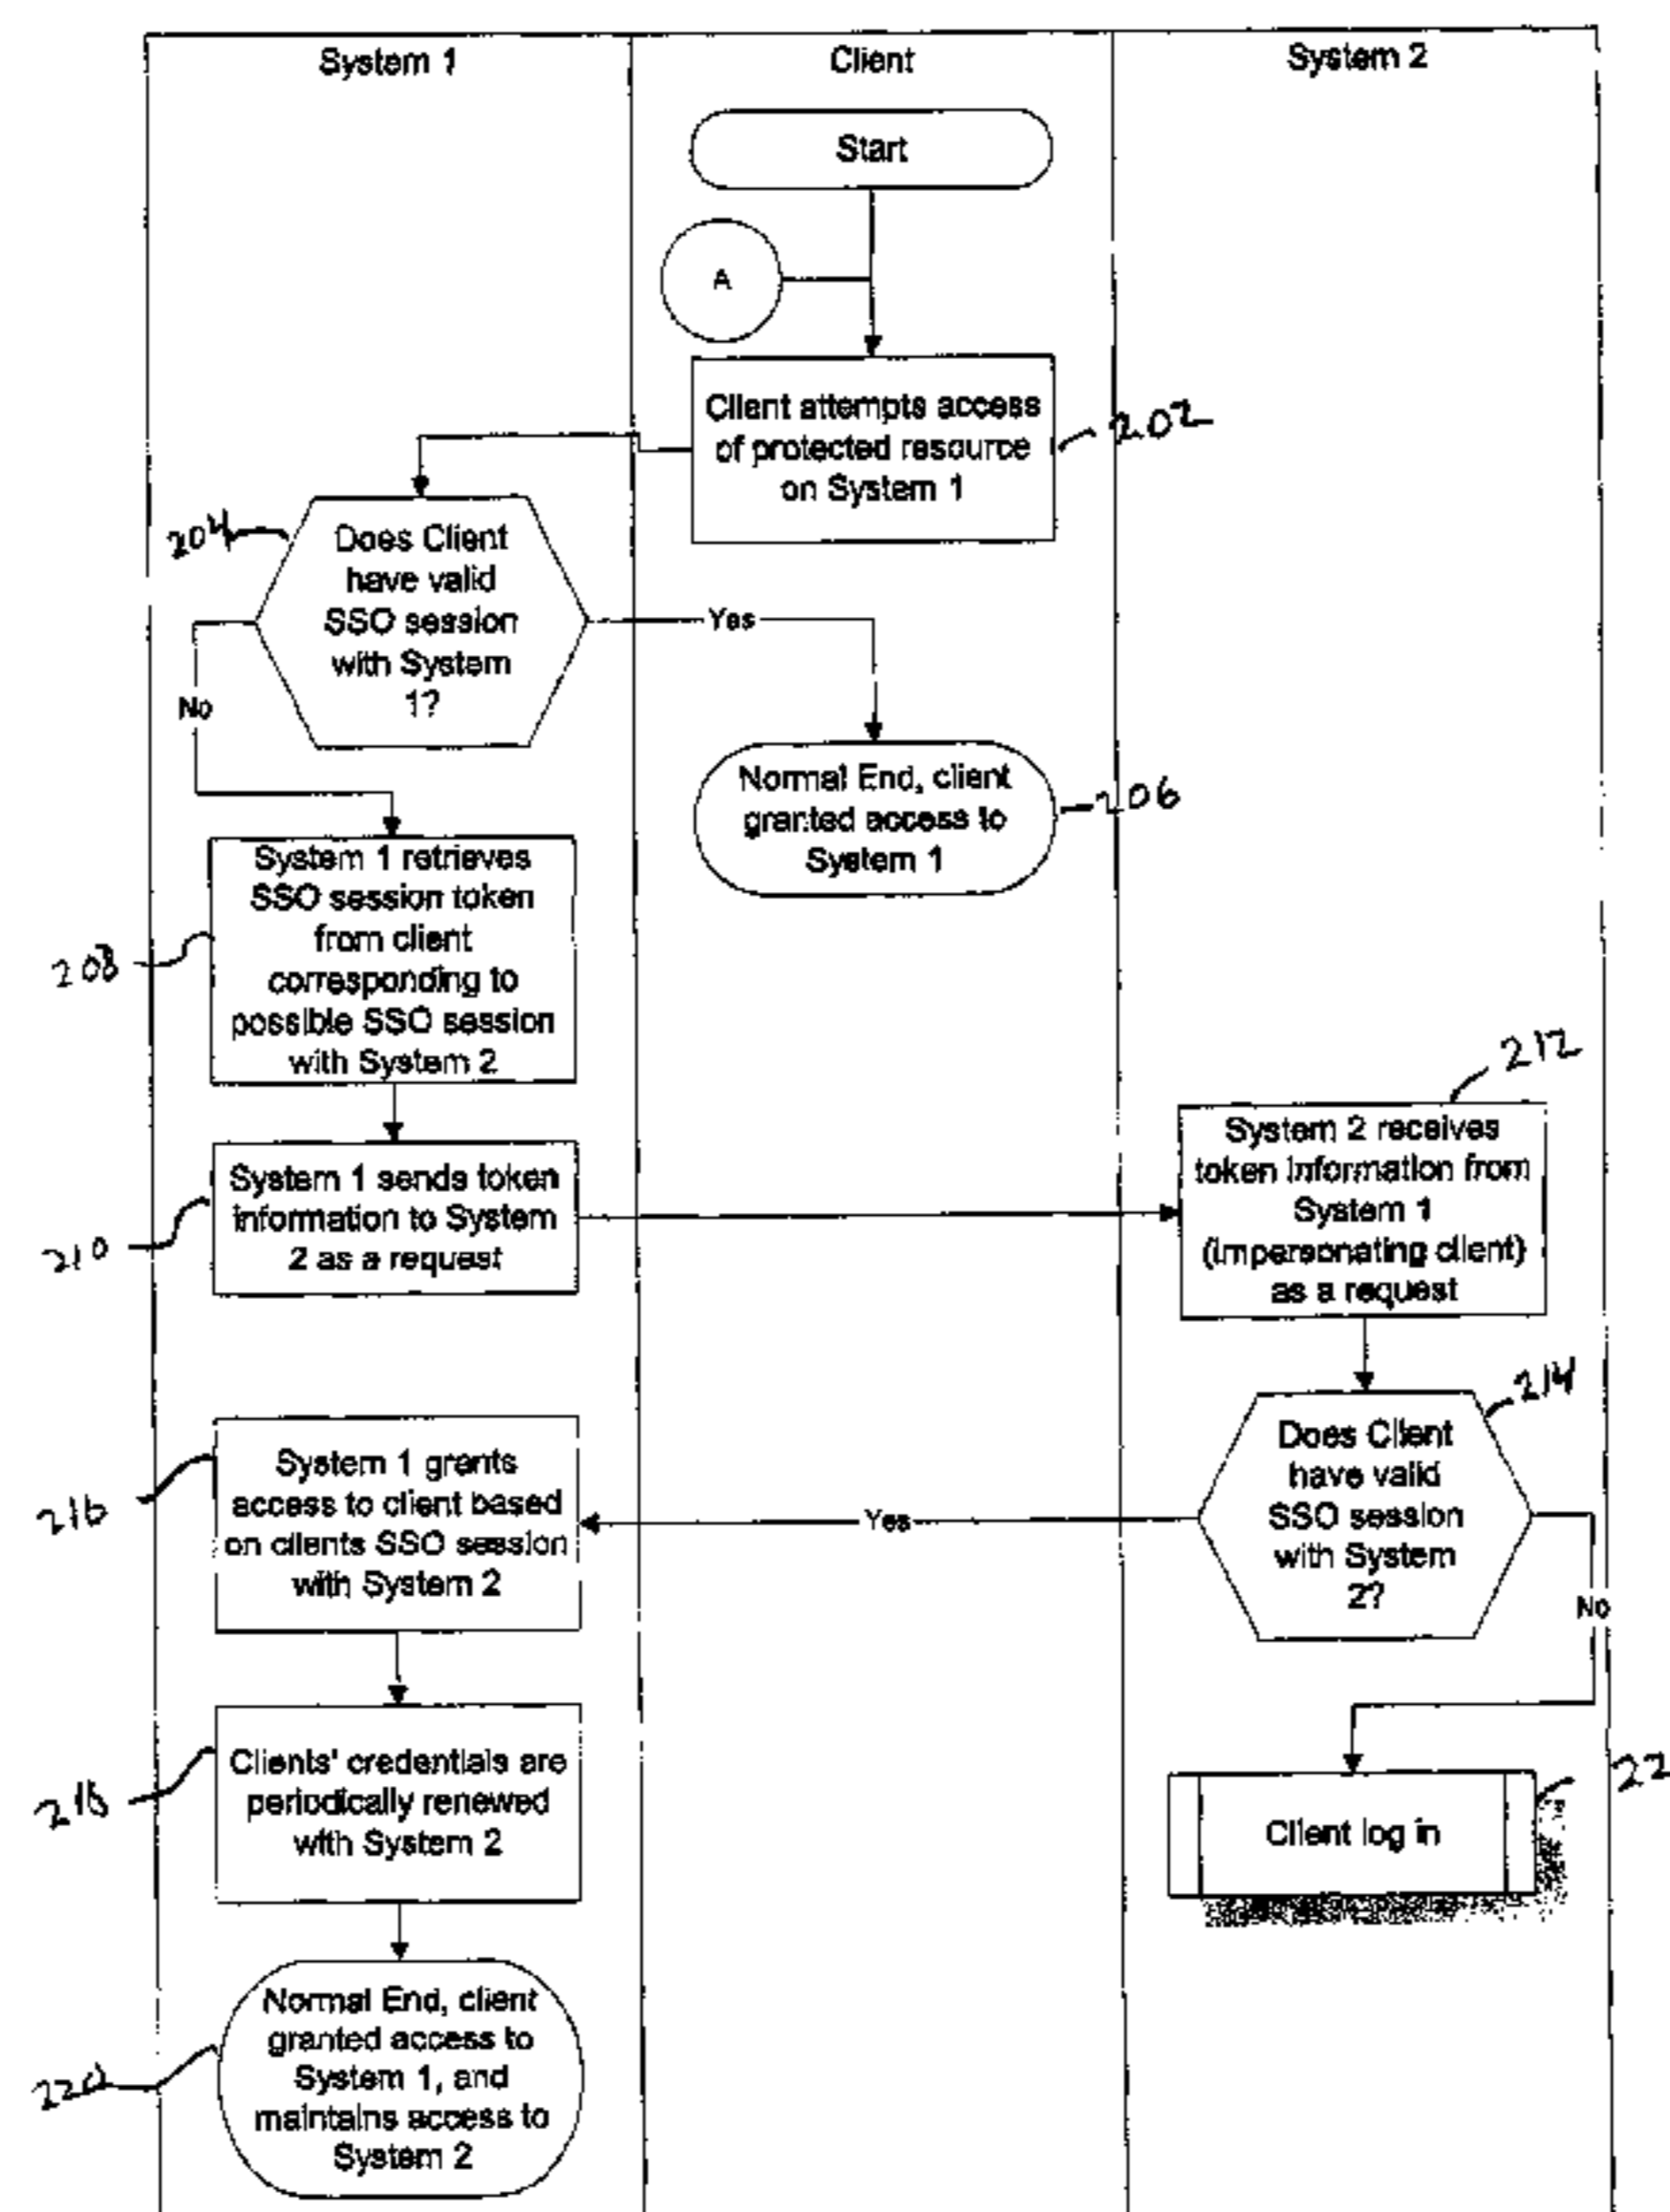 System 1
Client
System 2
Start
A
Client attempts access
of protected resource
on System 1
202
204
Does Client
have valid
SSO session
with System
1?
Yes
No
Normal End, client
granted access to
System 1
206
System 1 retrieves
SSO session token
from client
corresponding to
possible SSO session
with System 2
208
System 1 sends token
information to System
2 as a request
210
212
System 2 receives
token information from
System 1
(impersonating client)
as a request
214
Does Client
have valid
SSO session
with System
2?
Yes
No
System 1 grants
access to client based
on clients SSO session
with System 2
216
Clients' credentials are
periodically renewed
with System 2
218
22
Client log in
Normal End, client
granted access to
System 1, and
maintains access to
System 2
220